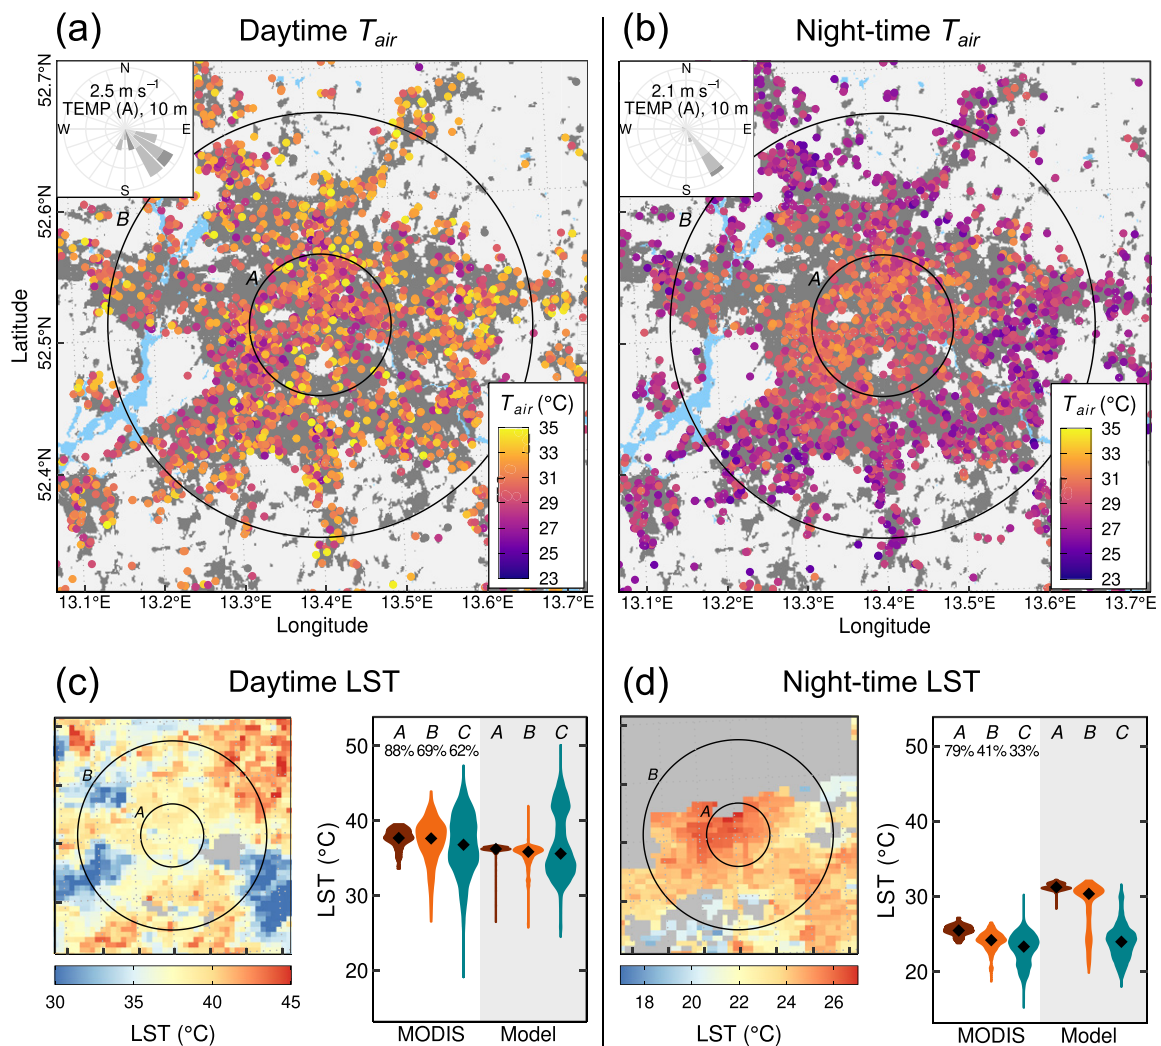 (a) Daytime T_air
52.7°N
52.6°N
52.5°N
52.4°N
Latitude
N
2.5 m s⁻¹
TEMP (A), 10 m
W E
S
B
A
T_air (°C)
35
33
31
29
27
25
23
13.1°E 13.2°E 13.3°E 13.4°E 13.5°E 13.6°E 13.7°E
Longitude
(b) Night-time T_air
N
2.1 m s⁻¹
TEMP (A), 10 m
W E
S
B
A
T_air (°C)
35
33
31
29
27
25
23
13.1°E 13.2°E 13.3°E 13.4°E 13.5°E 13.6°E 13.7°E
Longitude
(c) Daytime LST
B
A
30 35 40 45
LST (°C)
A B C A B C
88% 69% 62%
50
40
30
20
LST (°C)
MODIS Model
(d) Night-time LST
B
A
18 20 22 24 26
LST (°C)
A B C A B C
79% 41% 33%
50
40
30
20
LST (°C)
MODIS Model